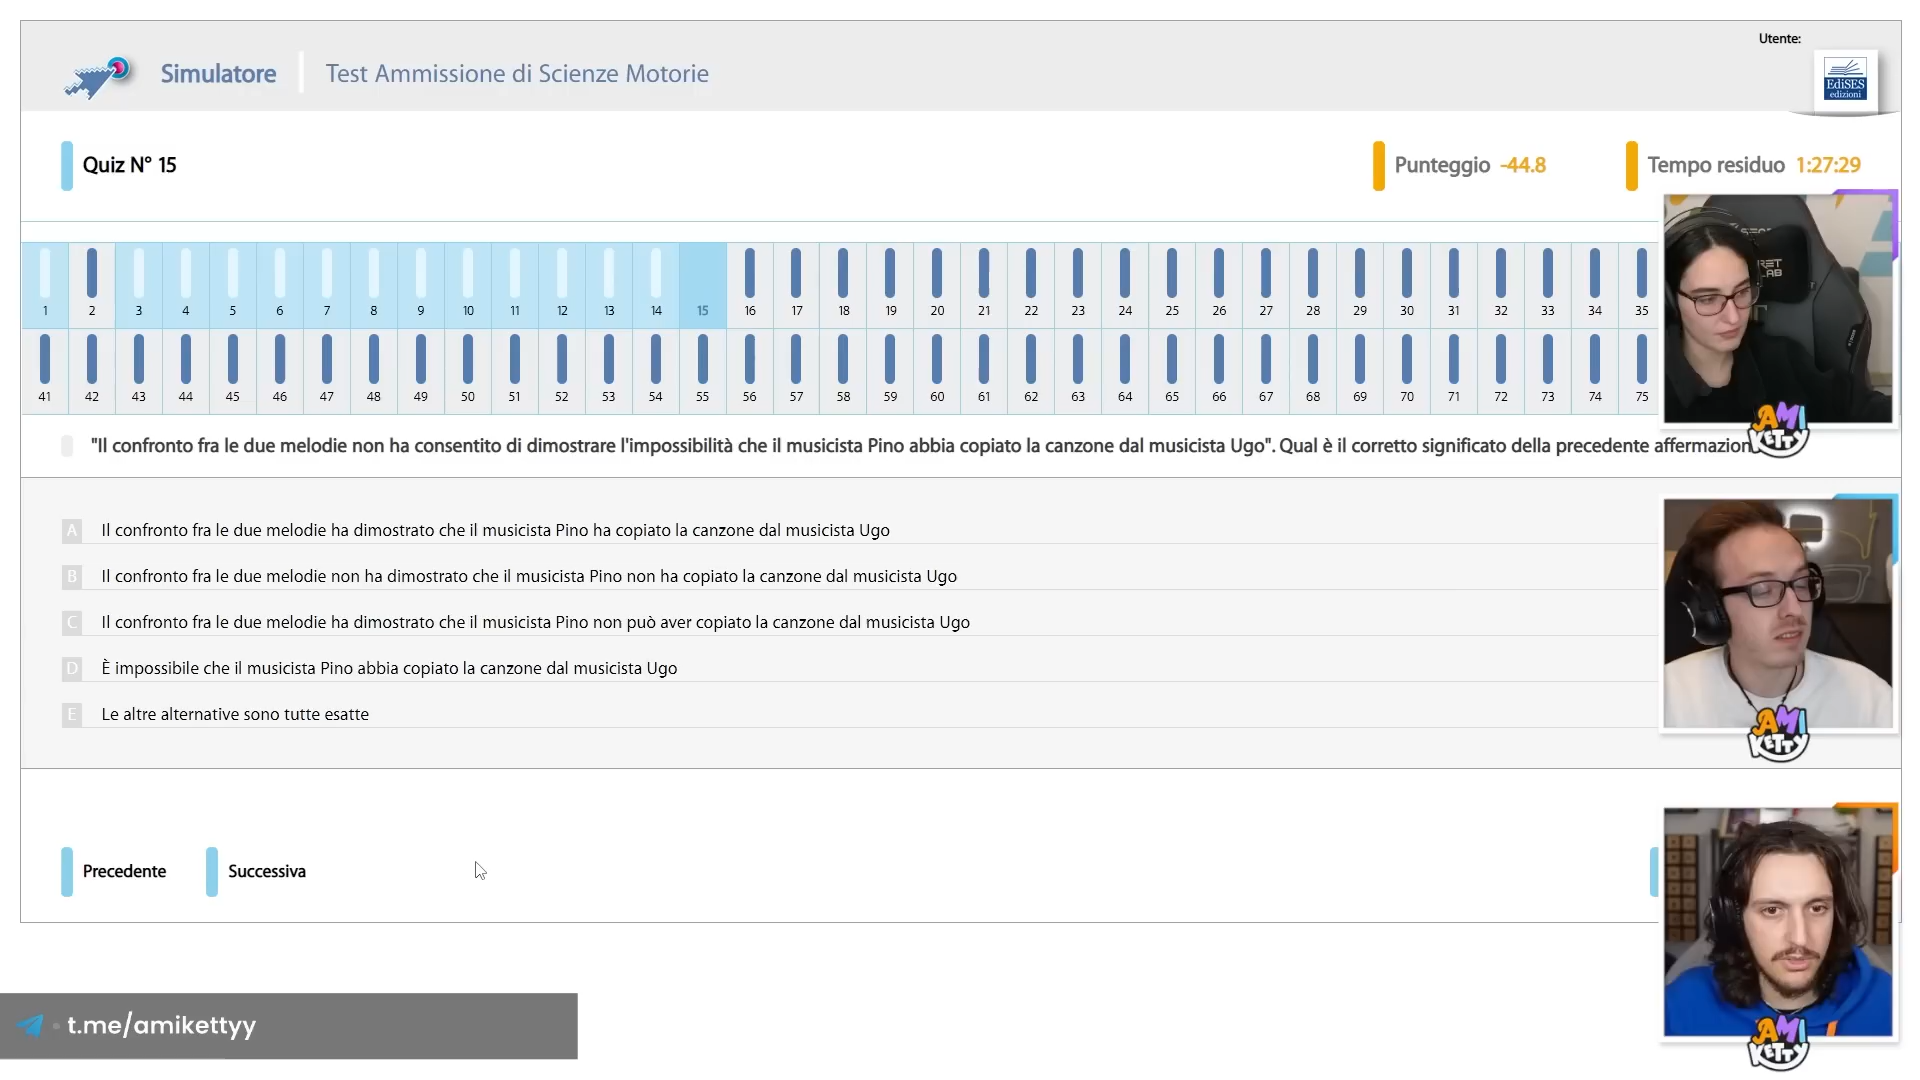 Utente:
Simulatore
Test Ammissione di Scienze Motorie
EdiSES
edizioni
Quiz N° 15
Punteggio -44.8
Tempo residuo 1:27:29
1 2 3 4 5 6 7 8 9 10 11 12 13 14 15 16 17 18 19 20 21 22 23 24 25 26 27 28 29 30 31 32 33 34 35
41 42 43 44 45 46 47 48 49 50 51 52 53 54 55 56 57 58 59 60 61 62 63 64 65 66 67 68 69 70 71 72 73 74 75
"Il confronto fra le due melodie non ha consentito di dimostrare l'impossibilità che il musicista Pino abbia copiato la canzone dal musicista Ugo". Qual è il corretto significato della precedente affermazion
A Il confronto fra le due melodie ha dimostrato che il musicista Pino ha copiato la canzone dal musicista Ugo
B Il confronto fra le due melodie non ha dimostrato che il musicista Pino non ha copiato la canzone dal musicista Ugo
C Il confronto fra le due melodie ha dimostrato che il musicista Pino non può aver copiato la canzone dal musicista Ugo
D È impossibile che il musicista Pino abbia copiato la canzone dal musicista Ugo
E Le altre alternative sono tutte esatte
Precedente
Successiva
t.me/amikettyy
AMI
KETTY
AMI
KETTY
AMI
KETTY